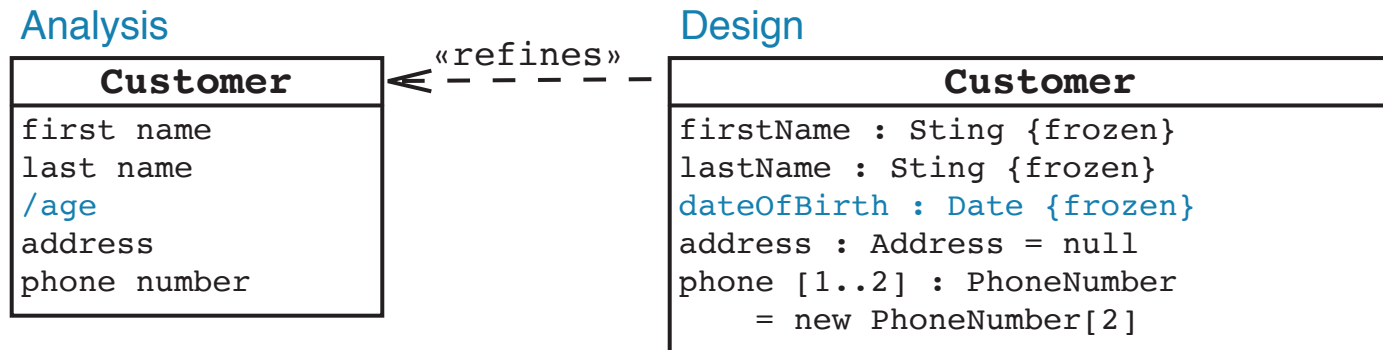 Analysis
Customer
first name
last name
/age
address
phone number
«refines»
Design
Customer
firstName : Sting {frozen}
lastName : Sting {frozen}
dateOfBirth : Date {frozen}
address : Address = null
phone [1..2] : PhoneNumber
= new PhoneNumber[2]